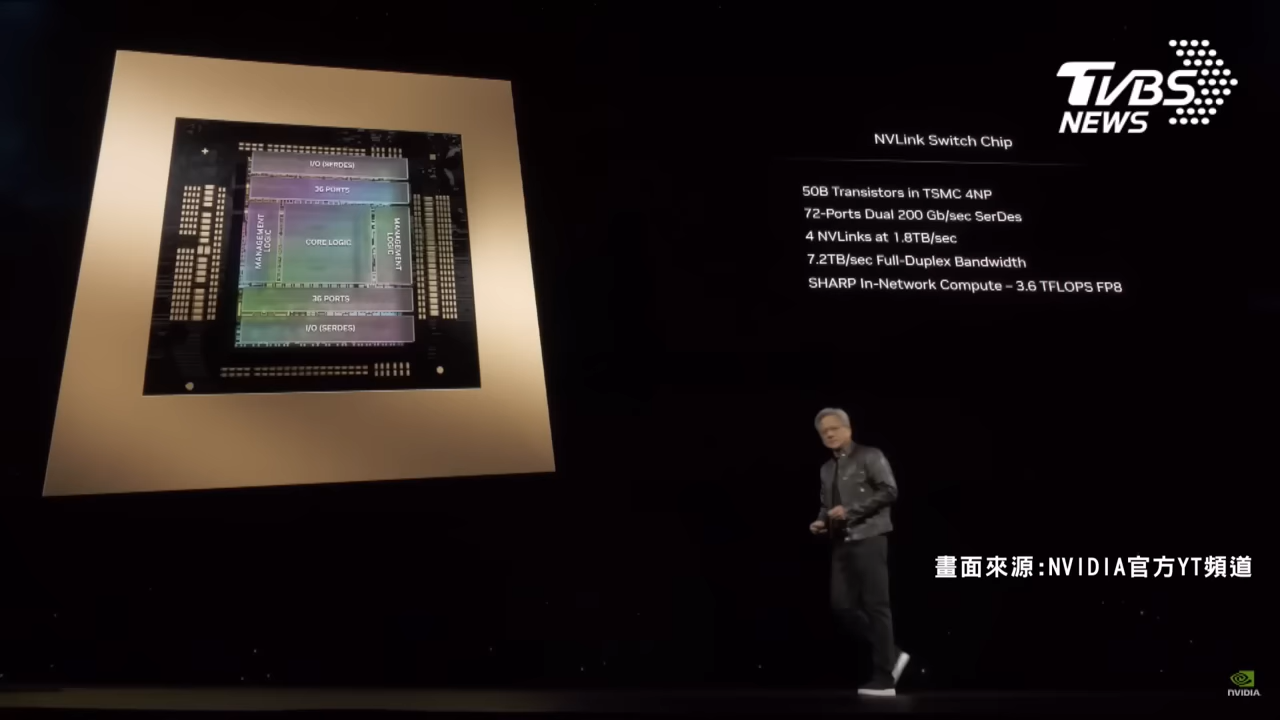 TVBS
NEWS
NVLink Switch Chip
50B Transistors in TSMC 4NP
72-Ports Dual 200 Gb/sec SerDes
4 NVLinks at 1.8TB/sec
7.2TB/sec Full-Duplex Bandwidth
SHARP In-Network Compute – 3.6 TFLOPS FP8
I/O (SERDES)
36 PORTS
MANAGEMENT
LOGIC
CORE LOGIC
MANAGEMENT
LOGIC
36 PORTS
I/O (SERDES)
畫面來源:NVIDIA官方YT頻道
NVIDIA